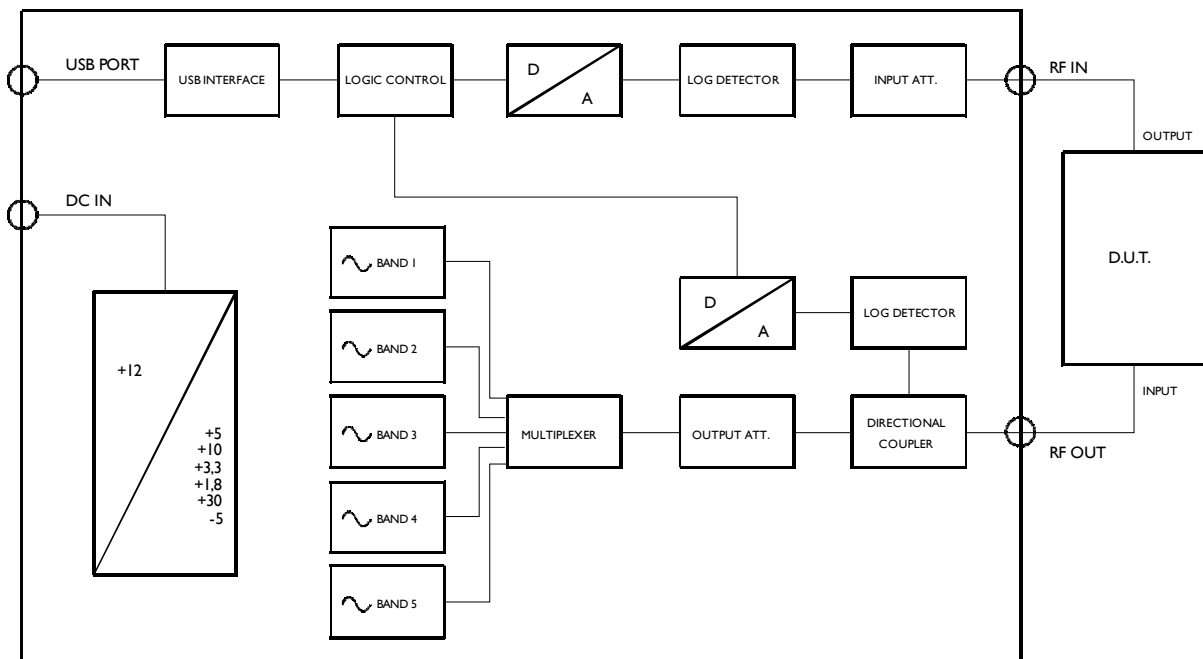 USB PORT
USB INTERFACE
LOGIC CONTROL
D
A
LOG DETECTOR
INPUT ATT.
RF IN
OUTPUT
DC IN
D.U.T.
BAND 1
D
A
LOG DETECTOR
BAND 2
+12
INPUT
BAND 3
MULTIPLEXER
OUTPUT ATT.
DIRECTIONAL
COUPLER
RF OUT
+5
+10
+3,3
+1,8
+30
-5
BAND 4
BAND 5